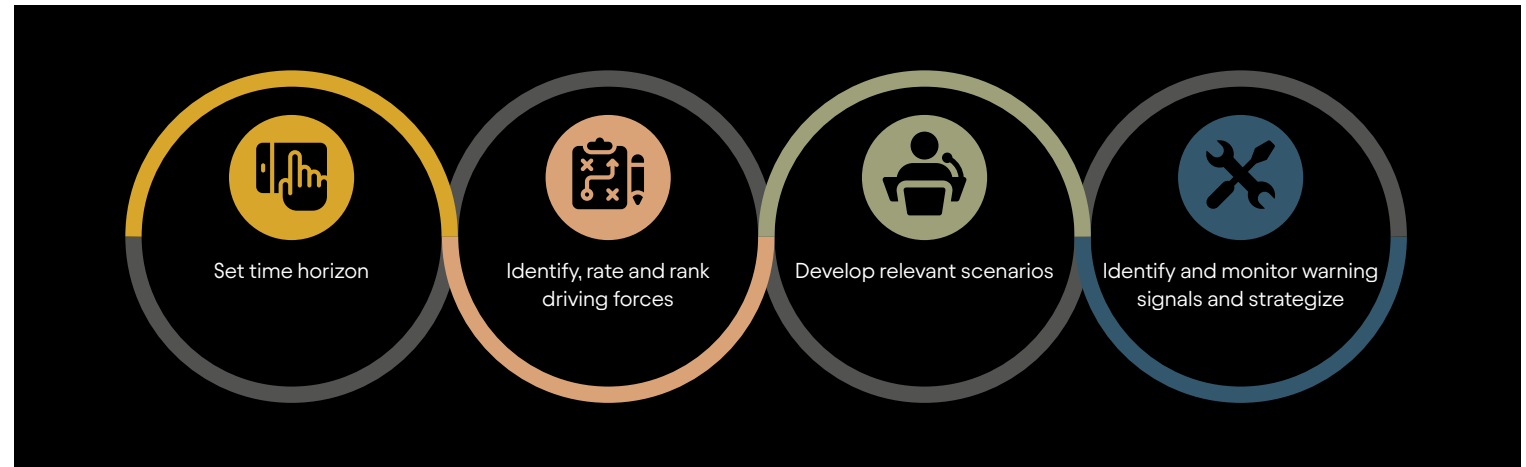 Set time horizon
Identify, rate and rank
driving forces
Develop relevant scenarios
Identify and monitor warning
signals and strategize